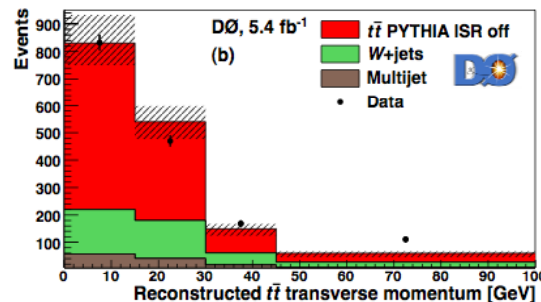 Events
900
800
700
600
500
400
300
200
100
DØ, 5.4 fb⁻¹
(b)
tt̄ PYTHIA ISR off
W+jets
Multijet
Data
DØ
0 10 20 30 40 50 60 70 80 90
Reconstructed tt̄ transverse momentum [GeV]